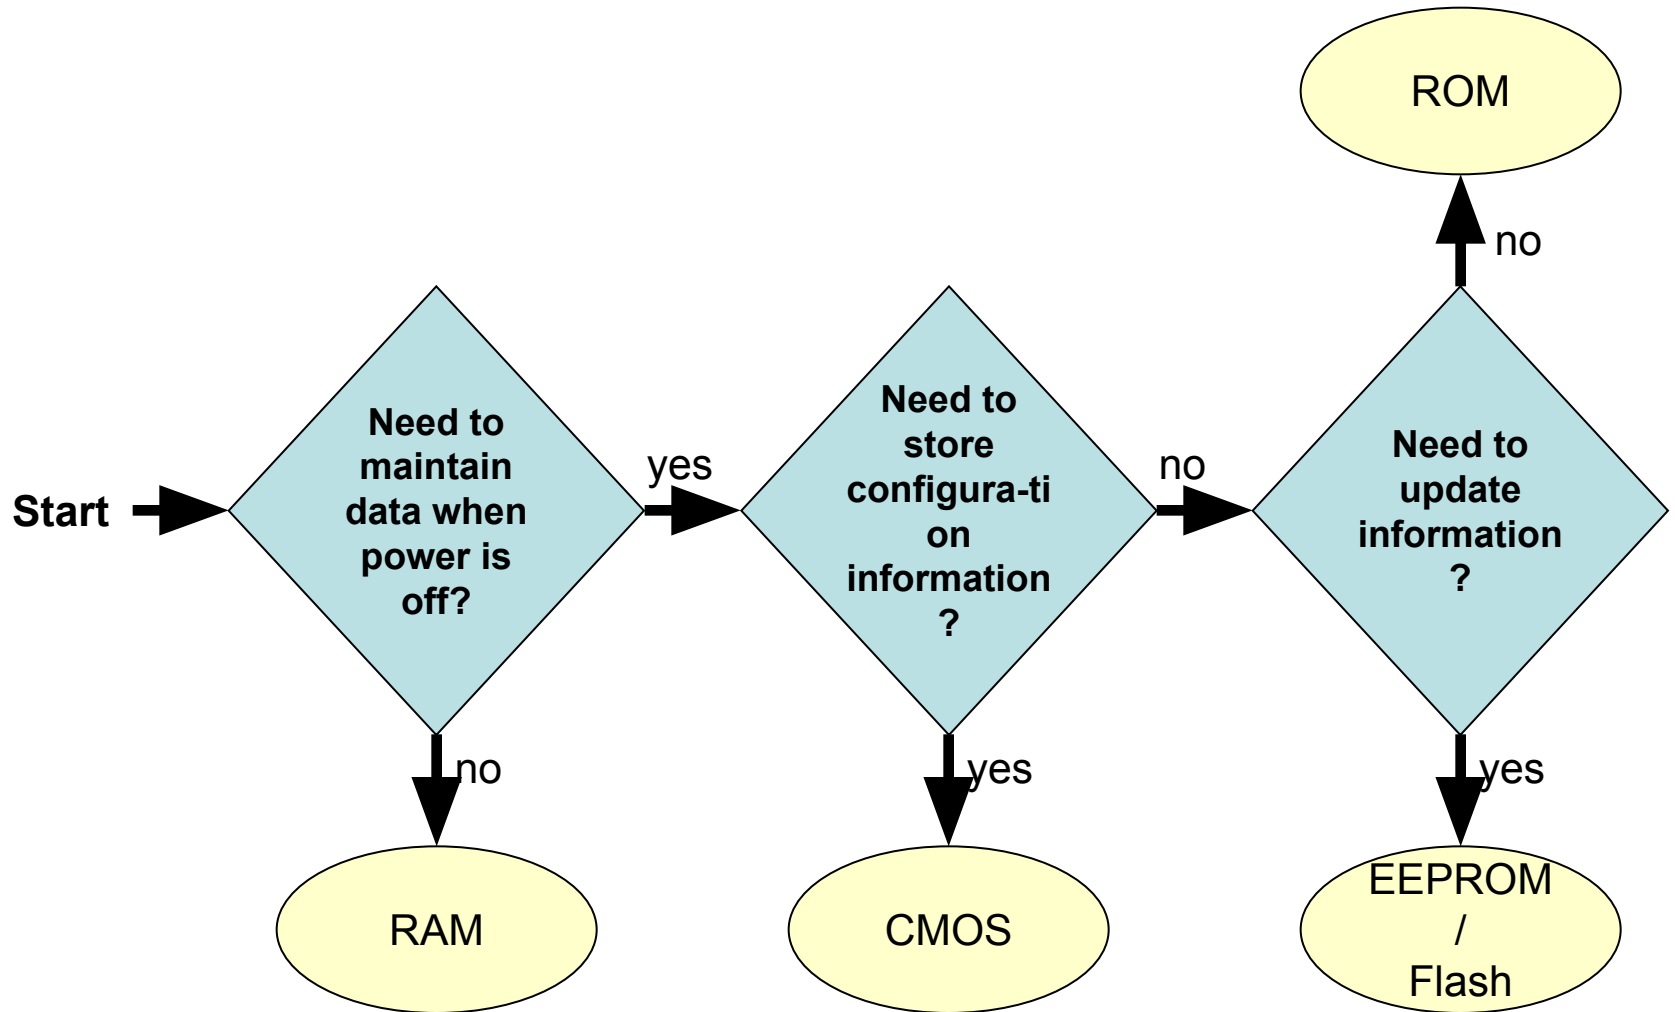 ROM
no
Need to
maintain
data when
power is
off?
Need to
store
configura-ti
on
information
?
Need to
update
information
?
Start
yes
no
no
yes
yes
RAM
CMOS
EEPROM
/
Flash